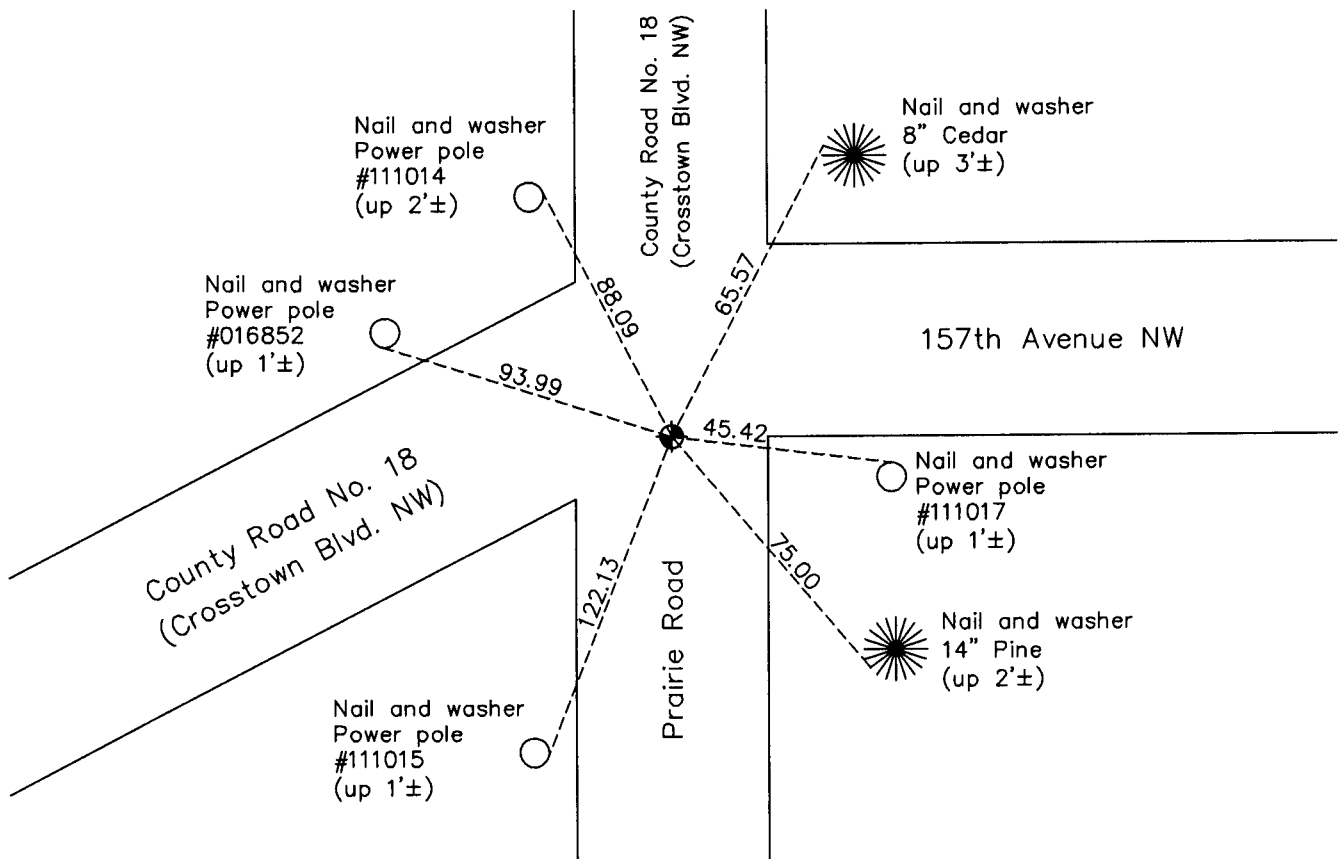 County Road No. 18
(Crosstown Blvd. NW)
Nail and washer
8" Cedar
(up 3'±)
Nail and washer
Power pole
#111014
(up 2'±)
88.09
65.57
Nail and washer
Power pole
#016852
(up 1'±)
93.99
157th Avenue NW
45.42
Nail and washer
Power pole
#111017
(up 1'±)
County Road No. 18
(Crosstown Blvd. NW)
122.13
75.00
Prairie Road
Nail and washer
14" Pine
(up 2'±)
Nail and washer
Power pole
#111015
(up 1'±)